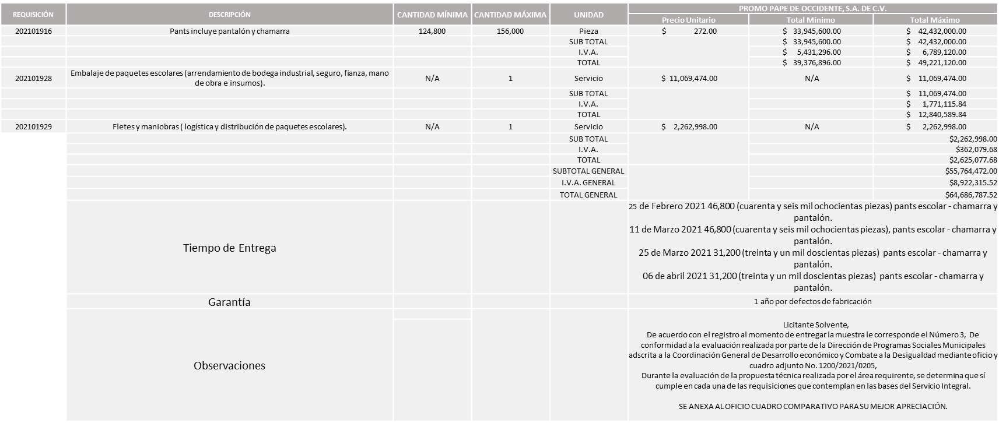 REQUISICIÓN DESCRIPCIÓN CANTIDAD MÍNIMA CANTIDAD MÁXIMA UNIDAD PROMO PAPE DE OCCIDENTE, S.A. DE C.V.
Precio Unitario Total Mínimo Total Máximo
202101916 Pants incluye pantalón y chamarra 124,800 156,000 Pieza $ 272.00 $ 33,945,600.00 $ 42,432,000.00
SUB TOTAL $ 33,945,600.00 $ 42,432,000.00
I.V.A. $ 5,431,296.00 $ 6,789,120.00
TOTAL $ 39,376,896.00 $ 49,221,120.00
202101928 Embalaje de paquetes escolares (arrendamiento de bodega industrial, seguro, fianza, mano
de obra e insumos). N/A 1 Servicio $ 11,069,474.00 N/A $ 11,069,474.00
SUB TOTAL $ 11,069,474.00
I.V.A. $ 1,771,115.84
TOTAL $ 12,840,589.84
202101929 Fletes y maniobras ( logística y distribución de paquetes escolares). N/A 1 Servicio $ 2,262,998.00 N/A $ 2,262,998.00
SUB TOTAL $2,262,998.00
I.V.A. $362,079.68
TOTAL $2,625,077.68
SUBTOTAL GENERAL $55,764,472.00
I.V.A. GENERAL $8,922,315.52
TOTAL GENERAL $64,686,787.52
Tiempo de Entrega
25 de Febrero 2021 46,800 (cuarenta y seis mil ochocientas piezas) pants escolar - chamarra y
pantalón.
11 de Marzo 2021 46,800 (cuarenta y seis mil ochocientas piezas), pants escolar - chamarra y
pantalón.
25 de Marzo 2021 31,200 (treinta y un mil doscientas piezas) pants escolar - chamarra y
pantalón.
06 de abril 2021 31,200 (treinta y un mil doscientas piezas) pants escolar - chamarra y
pantalón.
Garantía 1 año por defectos de fabricación
Observaciones
Licitante Solvente,
De acuerdo con el registro al momento de entregar la muestra le corresponde el Número 3, De
conformidad a la evaluación realizada por parte de la Dirección de Programas Sociales Municipales
adscrita a la Coordinación General de Desarrollo económico y Combate a la Desigualdad mediante oficio y
cuadro adjunto No. 1200/2021/0205,
Durante la evaluación de la propuesta técnica realizada por el área requirente, se determina que sí
cumple en cada una de las requisiciones que contemplan en las bases del Servicio Integral.
SE ANEXA AL OFICIO CUADRO COMPARATIVO PARA SU MEJOR APRECIACIÓN.